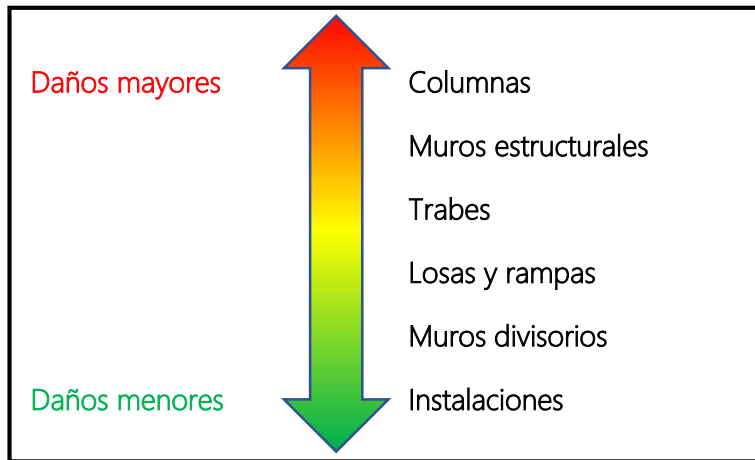 Daños mayores
Columnas
Muros estructurales
Trabes
Losas y rampas
Muros divisorios
Daños menores
Instalaciones